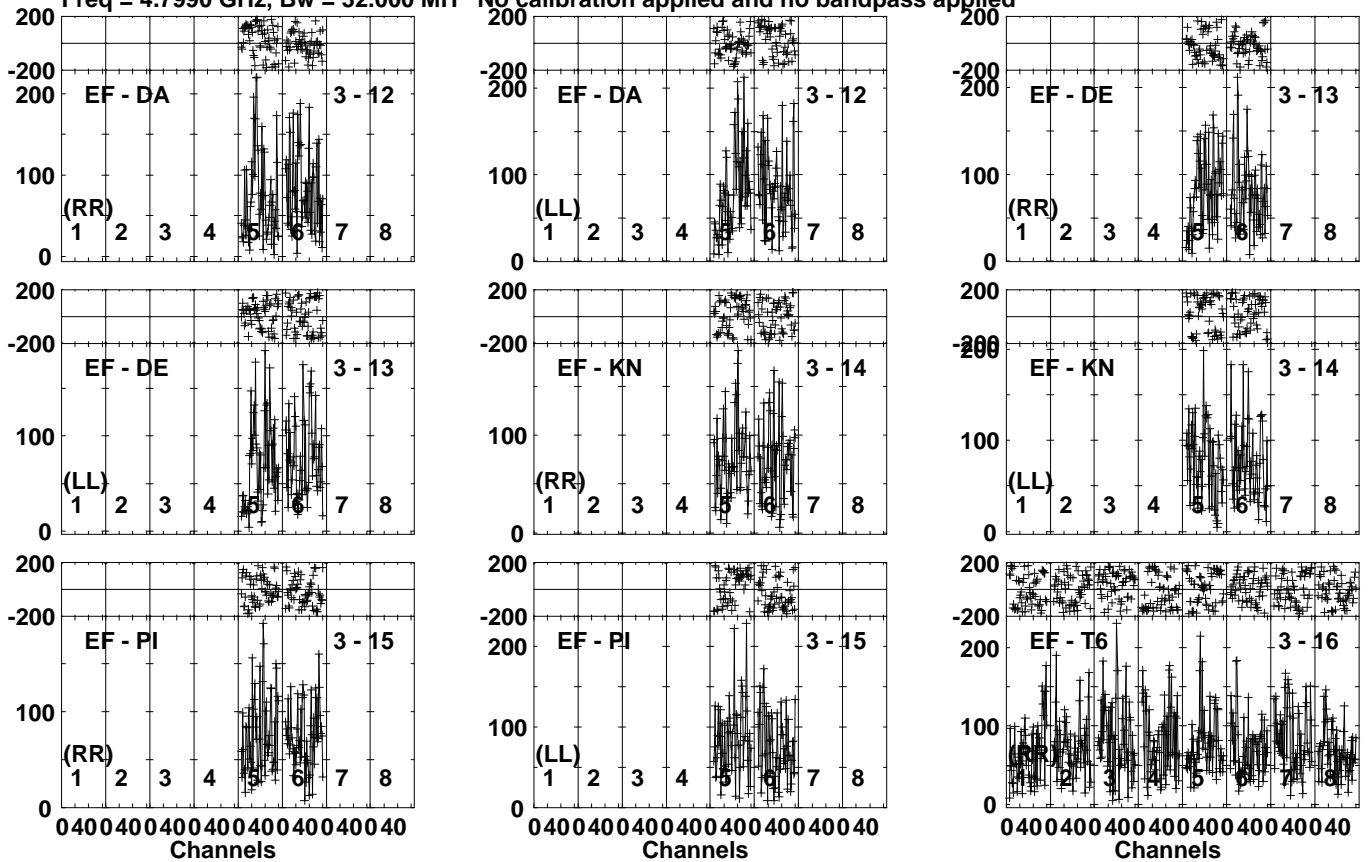 Freq = 4.7990 GHz, Bw = 32.000 MH No calibration applied and no bandpass applied
200 200 200
-200 -200 -200
200 EF - DA 3 - 12 200 EF - DA 3 - 12 200 EF - DE 3 - 13
100 100 100
(RR) (LL) (RR)
1 2 3 4 5 6 7 8 1 2 3 4 5 6 7 8 1 2 3 4 5 6 7 8
0 0 0
200 200 200
-200 -200 -200
200
EF - DE 3 - 13 EF - KN 3 - 14 EF - KN 3 - 14
100 100 100
(LL) (RR) (LL)
1 2 3 4 5 6 7 8 1 2 3 4 5 6 7 8 1 2 3 4 5 6 7 8
0 0 0
200 200 200
-200 -200 -200
EF - PI 3 - 15 200 EF - PI 3 - 15 200 EF - T6 3 - 16
100 100 100
(RR) (LL) (RR)
1 2 3 4 5 6 7 8 1 2 3 4 5 6 7 8 1 2 3 4 5 6 7 8
0 0 0
0 40 0 40 0 40 0 40 0 40 0 40 0 40 0 40 0 40 0 40 0 40 0 40 0 40 0 40 0 40 0 40 0 40 0 40 0 40 0 40 0 40 0 40 0 40 0 40
Channels Channels Channels